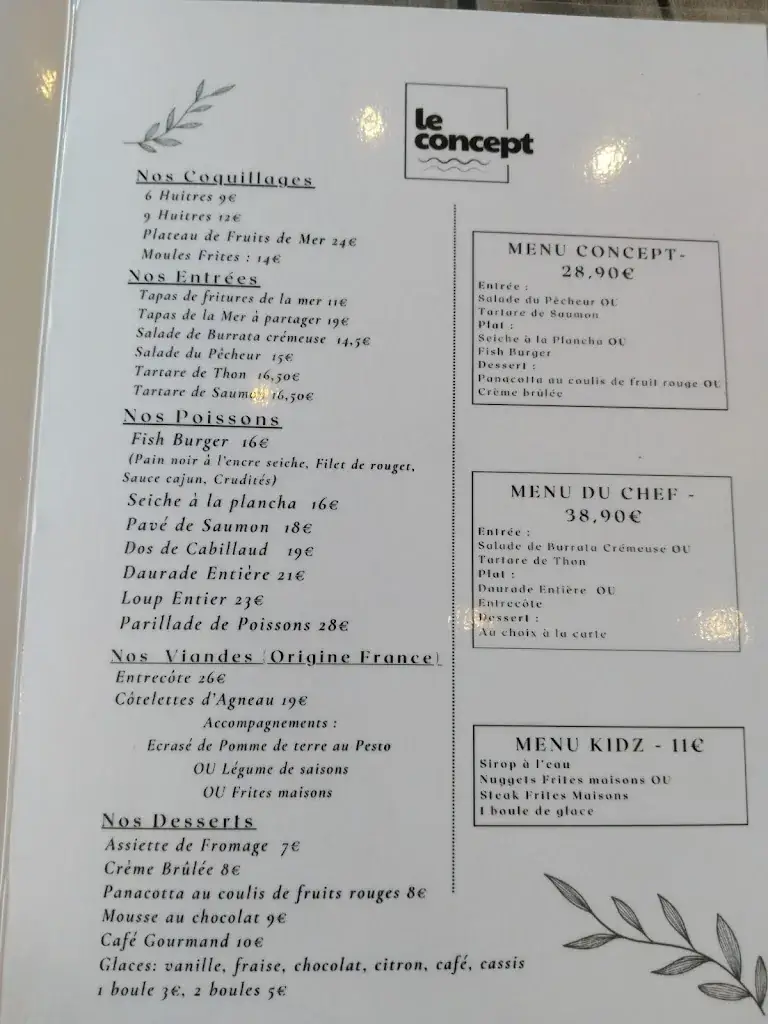 le
concept
Nos Coquillages
6 Huitres 9€
9 Huitres 12€
Plateau de Fruits de Mer 24€
Moules Frites : 14€
Nos Entrées
Tapas de fritures de la mer 11€
Tapas de la Mer à partager 19€
Salade de Burrata crémeuse 14,5€
Salade du Pêcheur 15€
Tartare de Thon 16,50€
Tartare de Saumon 16,50€
Nos Poissons
Fish Burger 16€
(Pain noir à l'encre seiche, Filet de rouget,
Sauce cajun, Crudités)
Seiche à la plancha 16€
Pavé de Saumon 18€
Dos de Cabillaud 19€
Daurade Entière 21€
Loup Entier 23€
Parillade de Poissons 28€
Nos Viandes (Origine France)
Entrecôte 26€
Côtelettes d'Agneau 19€
Accompagnements :
Ecrasé de Pomme de terre au Pesto
OU Légume de saisons
OU Frites maisons
Nos Desserts
Assiette de Fromage 7€
Crème Brûlée 8€
Panacotta au coulis de fruits rouges 8€
Mousse au chocolat 9€
Café Gourmand 10€
Glaces: vanille, fraise, chocolat, citron, café, cassis
1 boule 3€, 2 boules 5€
MENU CONCEPT-
28,90€
Entrée :
Salade du Pêcheur OU
Tartare de Saumon
Plat :
Seiche à la Plancha OU
Fish Burger
Dessert :
Panacotta au coulis de fruit rouge OU
Crème brûlée
MENU DU CHEF -
38,90€
Entrée :
Salade de Burrata Crémeuse OU
Tartare de Thon
Plat :
Daurade Entière OU
Entrecôte
Dessert :
Au choix à la carte
MENU KIDZ - 11€
Sirop à l'eau
Nuggets Frites maisons OU
Steak Frites Maisons
1 boule de glace